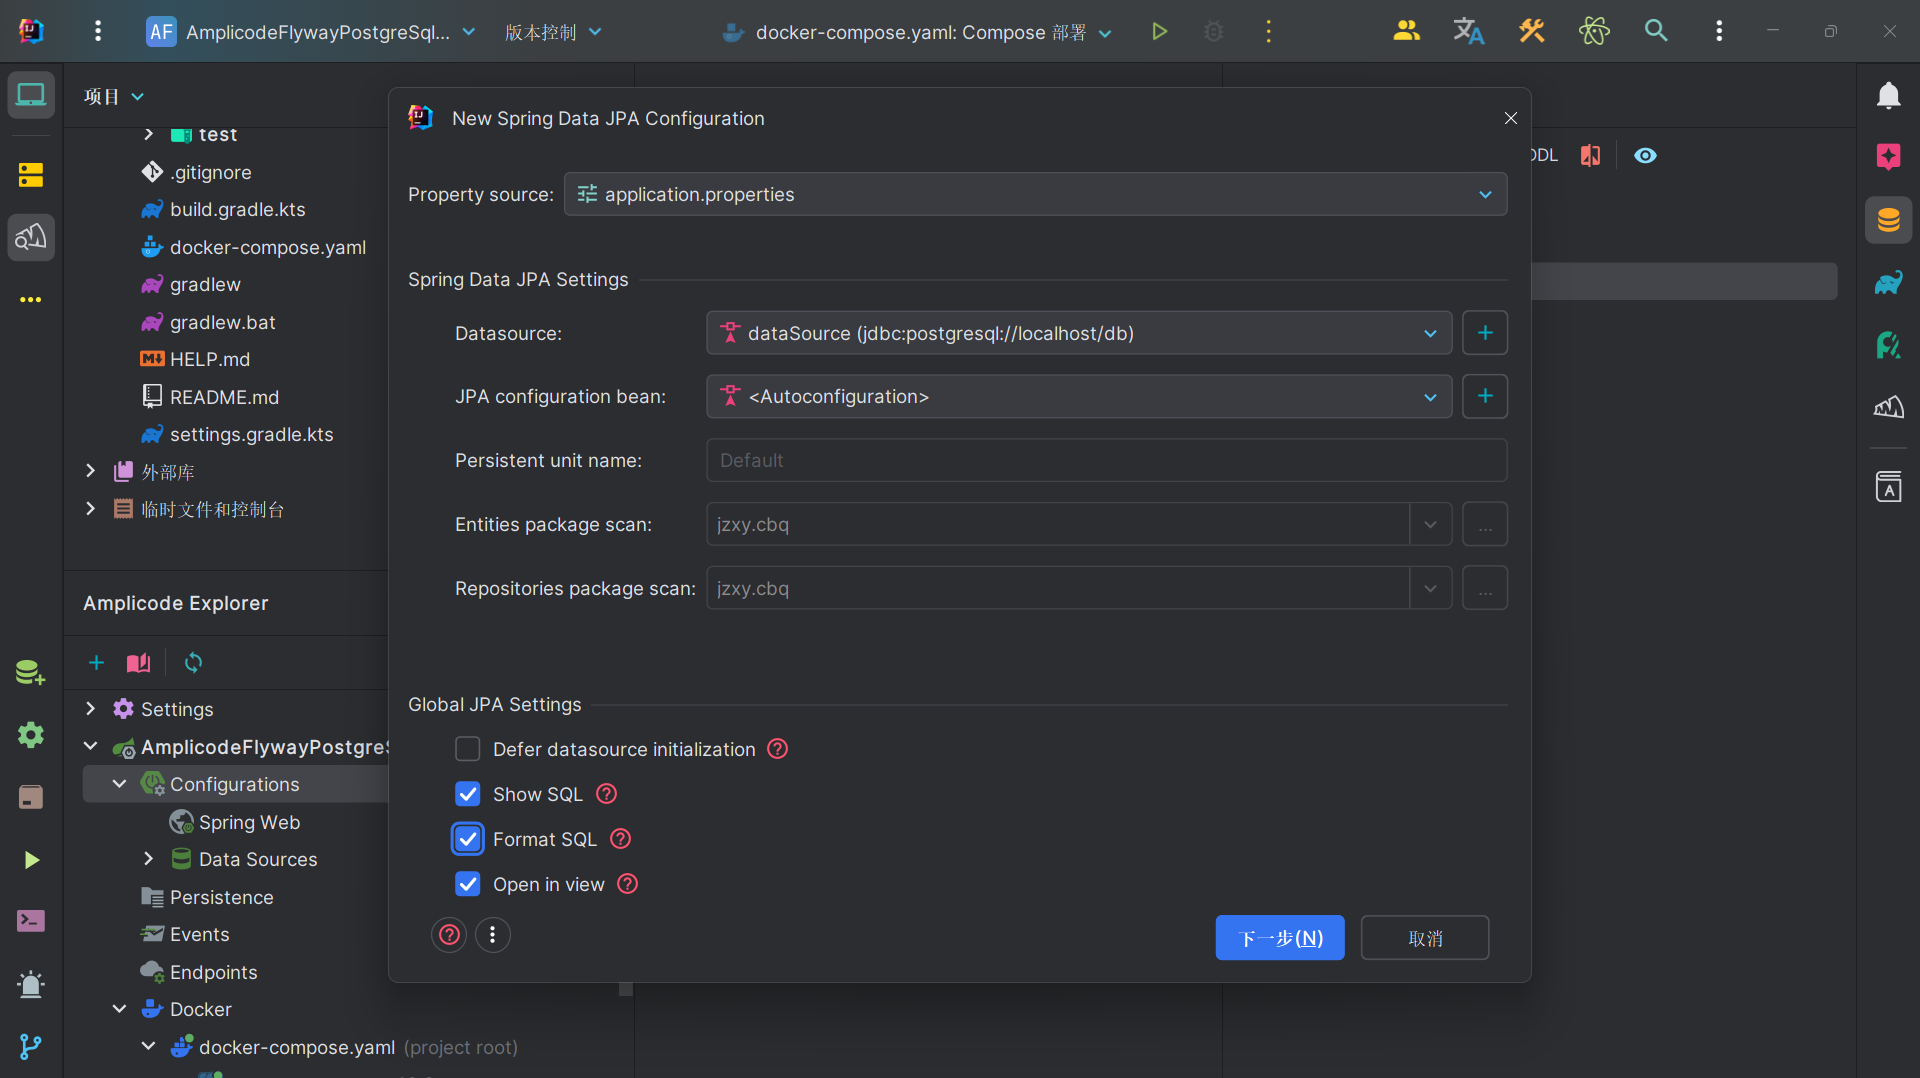 AF AmplicodeFlywayPostgreSql... 版本控制 docker-compose.yaml: Compose 部署
项目
test
.gitignore
build.gradle.kts
docker-compose.yaml
gradlew
gradlew.bat
HELP.md
README.md
settings.gradle.kts
外部库
临时文件和控制台
Amplicode Explorer
Settings
AmplicodeFlywayPostgreS
Configurations
Spring Web
Data Sources
Persistence
Events
Endpoints
Docker
docker-compose.yaml (project root)
New Spring Data JPA Configuration
Property source: application.properties
Spring Data JPA Settings
Datasource: dataSource (jdbc:postgresql://localhost/db)
JPA configuration bean: <Autoconfiguration>
Persistent unit name: Default
Entities package scan: jzxy.cbq ...
Repositories package scan: jzxy.cbq ...
Global JPA Settings
Defer datasource initialization
Show SQL
Format SQL
Open in view
下一步(N) 取消
DDL